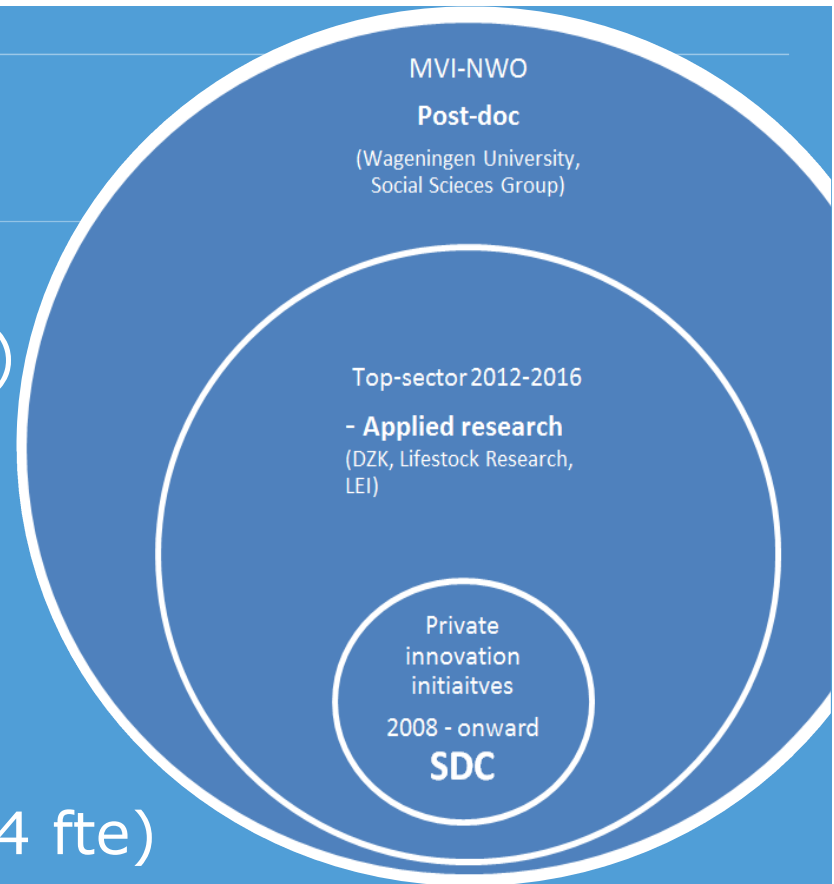 MVI-NWO
Post-doc
(Wageningen University,
Social Scieces Group)
)
Top-sector 2012-2016
- Applied research
(DZK, Lifestock Research,
LEI)
Private
innovation
initiaitves
2008 - onward
SDC
4 fte)